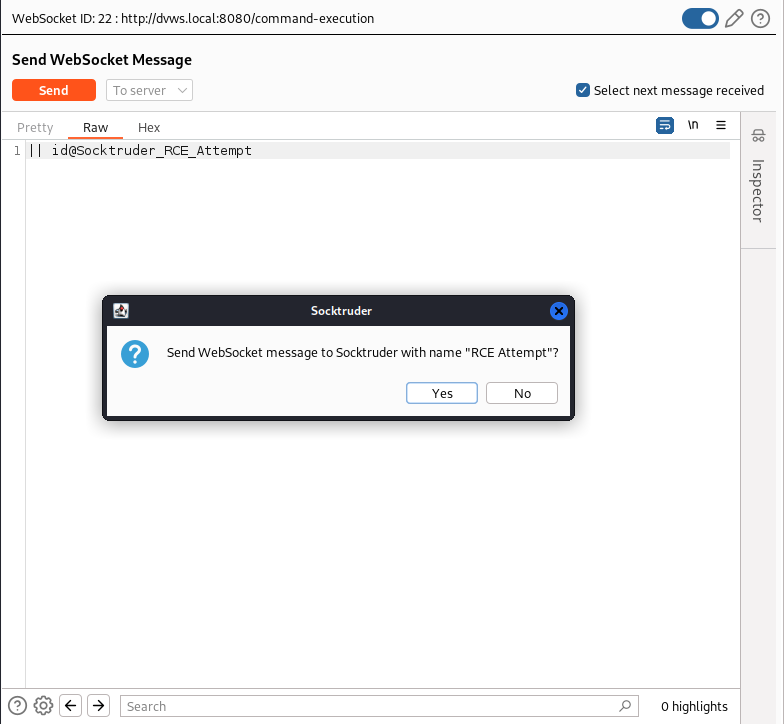 WebSocket ID: 22 : http://dvws.local:8080/command-execution
Send WebSocket Message
Send To server Select next message received
Pretty Raw Hex \n
1 || id@Socktruder_RCE_Attempt
Inspector
Socktruder
Send WebSocket message to Socktruder with name "RCE Attempt"?
Yes No
Search 0 highlights